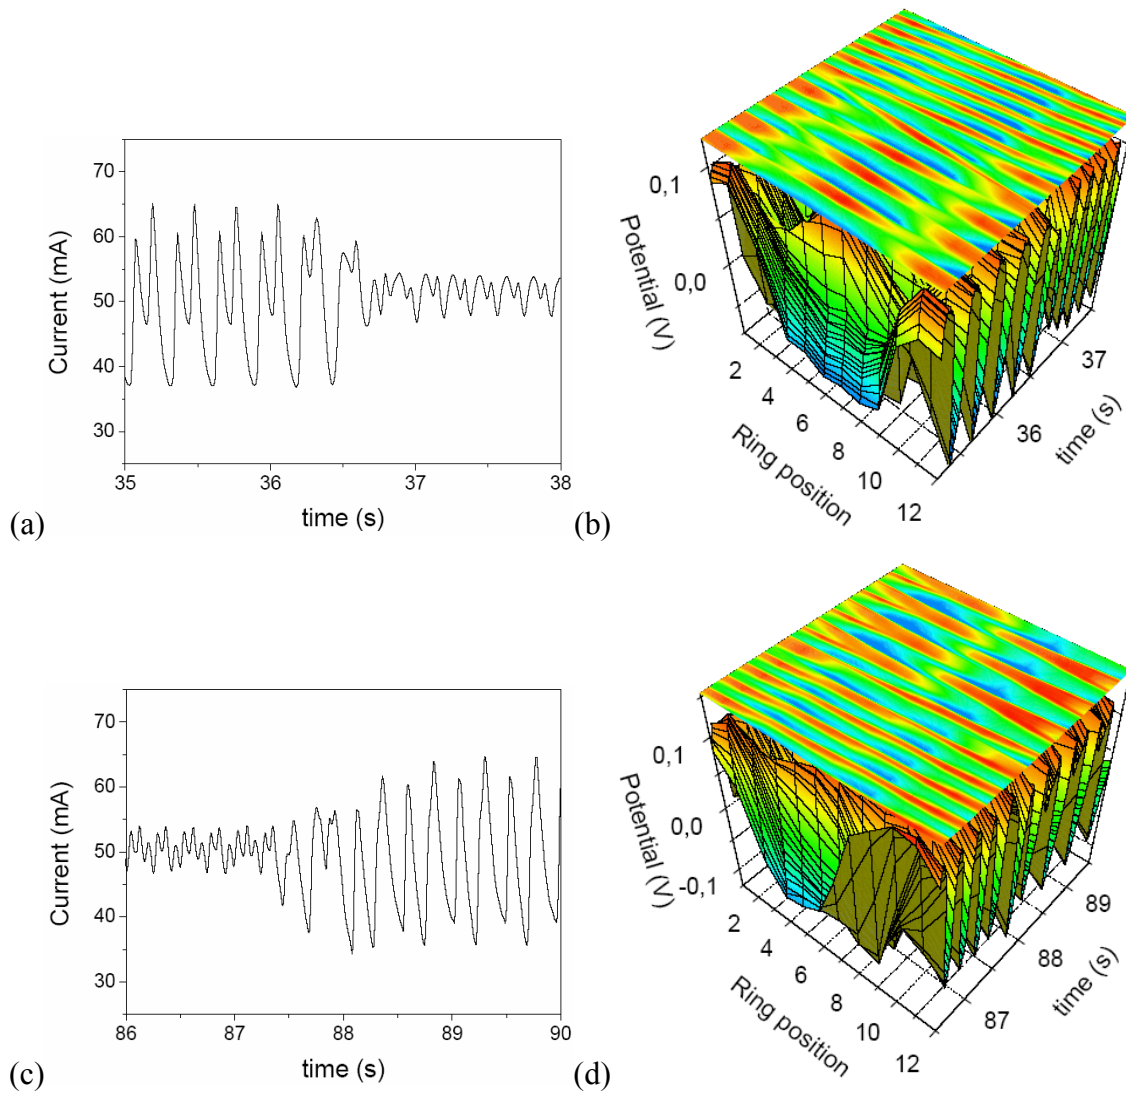 70
60
50
40
30
Current (mA)
35
36
37
38
time (s)
(a)
0,1
0,0
Potential (V)
2
4
6
8
10
12
Ring position
36
37
time (s)
(b)
70
60
50
40
30
Current (mA)
86
87
88
89
90
time (s)
(c)
0,1
0,0
-0,1
Potential (V)
2
4
6
8
10
12
Ring position
87
88
89
time (s)
(d)